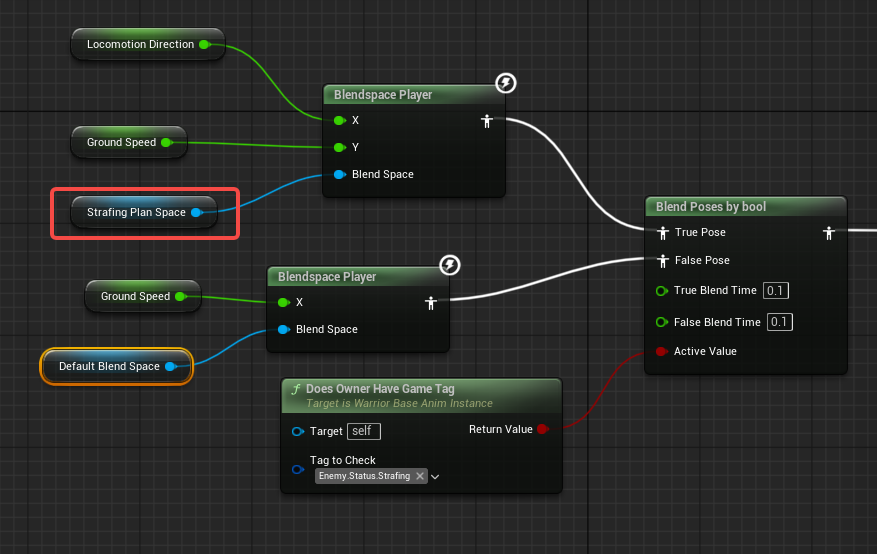 Locomotion Direction
Ground Speed
Strafing Plan Space
Blendspace Player
X
Y
Blend Space
Ground Speed
Default Blend Space
Blendspace Player
X
Blend Space
Does Owner Have Game Tag
Target is Warrior Base Anim Instance
Target self
Return Value
Tag to Check
Enemy.Status.Strafing
Blend Poses by bool
True Pose
False Pose
True Blend Time 0.1
False Blend Time 0.1
Active Value